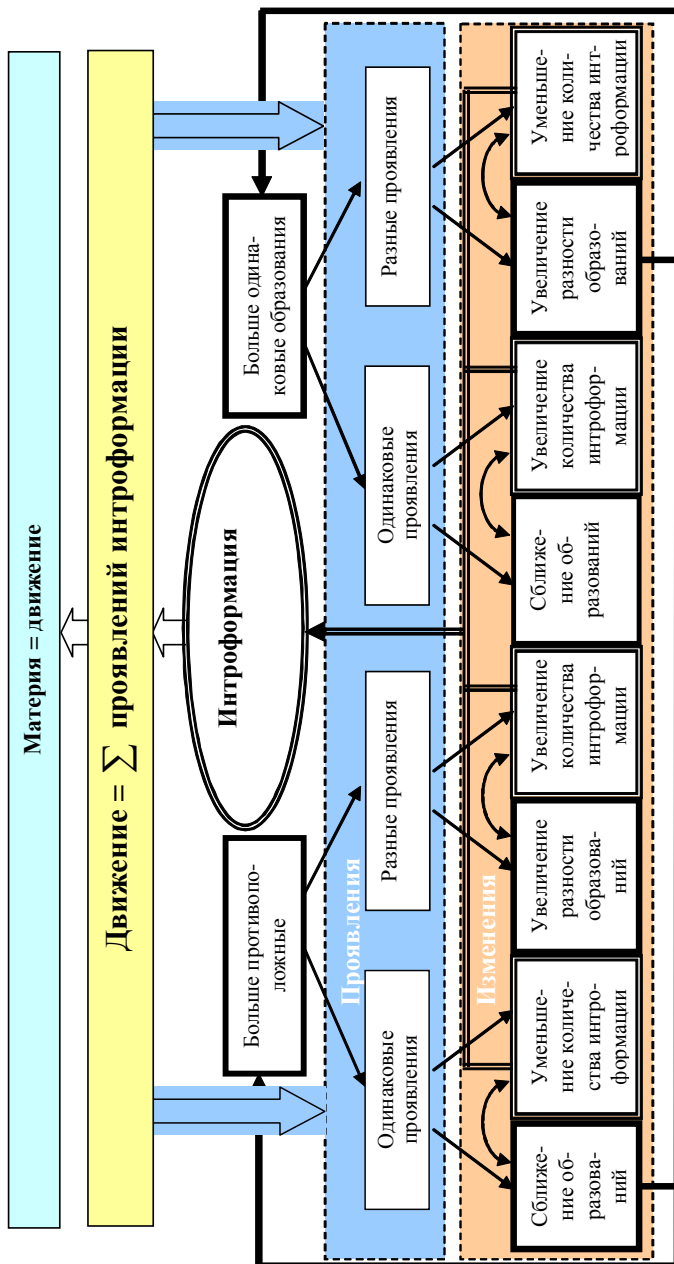 Материя = движение
Движение = ∑ проявлений интроформации
Интроформация
Больше противопо-
ложные
Больше одина-
ковые образования
Проявления
Одинаковые
проявления
Разные проявления
Одинаковые
проявления
Разные проявления
Изменения
Сближе-
ние об-
разова-
ний
Уменьше-
ние количе-
ства интро-
формации
Увеличение
разности
образова-
ний
Увеличение
количества
интрофор-
мации
Сближе-
ние об-
разований
Увеличение
количества
интрофор-
мации
Увеличение
разности
образо-
ваний
Уменьше-
ние коли-
чества инт-
роформации